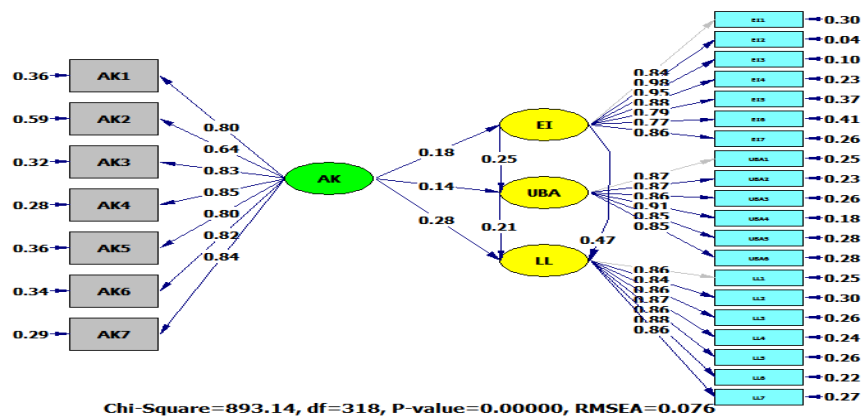 0.36 AK1
0.59 AK2
0.32 AK3
0.28 AK4
0.36 AK5
0.34 AK6
0.29 AK7
0.80
0.64
0.83
0.85
0.80
0.82
0.84
AK
0.18
0.14
0.28
EI
0.25
UBA
0.21
LL
0.47
0.84
0.98
0.95
0.88
0.79
0.77
0.86
0.87
0.87
0.86
0.91
0.85
0.85
0.86
0.84
0.86
0.87
0.86
0.88
0.86
EI1 0.30
EI2 0.04
EI3 0.10
EI4 0.23
EI5 0.37
EI6 0.41
EI7 0.26
UBA1 0.25
UBA2 0.23
UBA3 0.26
UBA4 0.18
UBA5 0.28
UBA6 0.28
LL1 0.25
LL2 0.30
LL3 0.26
LL4 0.24
LL5 0.26
LL6 0.22
LL7 0.27
Chi-Square=893.14, df=318, P-value=0.00000, RMSEA=0.076